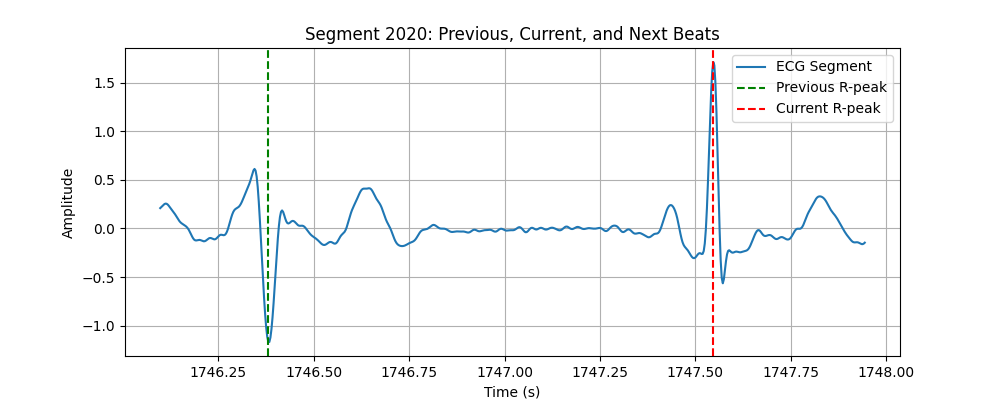 Segment 2020: Previous, Current, and Next Beats
ECG Segment
Previous R-peak
Current R-peak
Amplitude
1.5
1.0
0.5
0.0
−0.5
−1.0
1746.25 1746.50 1746.75 1747.00 1747.25 1747.50 1747.75 1748.00
Time (s)